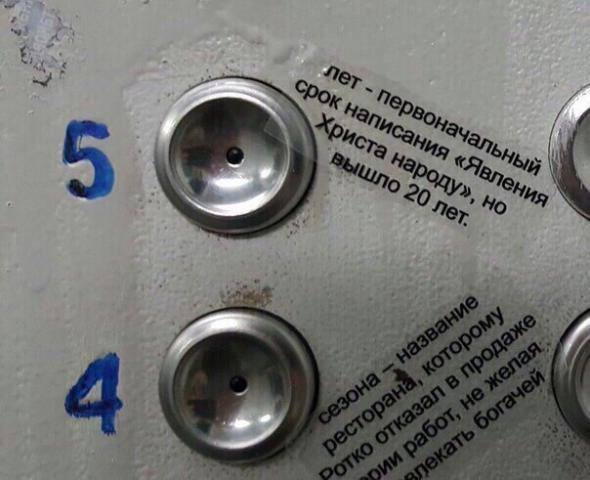 5
лет - первоначальный
срок написания «Явления
Христа народу», но
вышло 20 лет.
4
сезона – название
ресторана, которому
Ротко отказал в продаже
работ, не желая
богачей